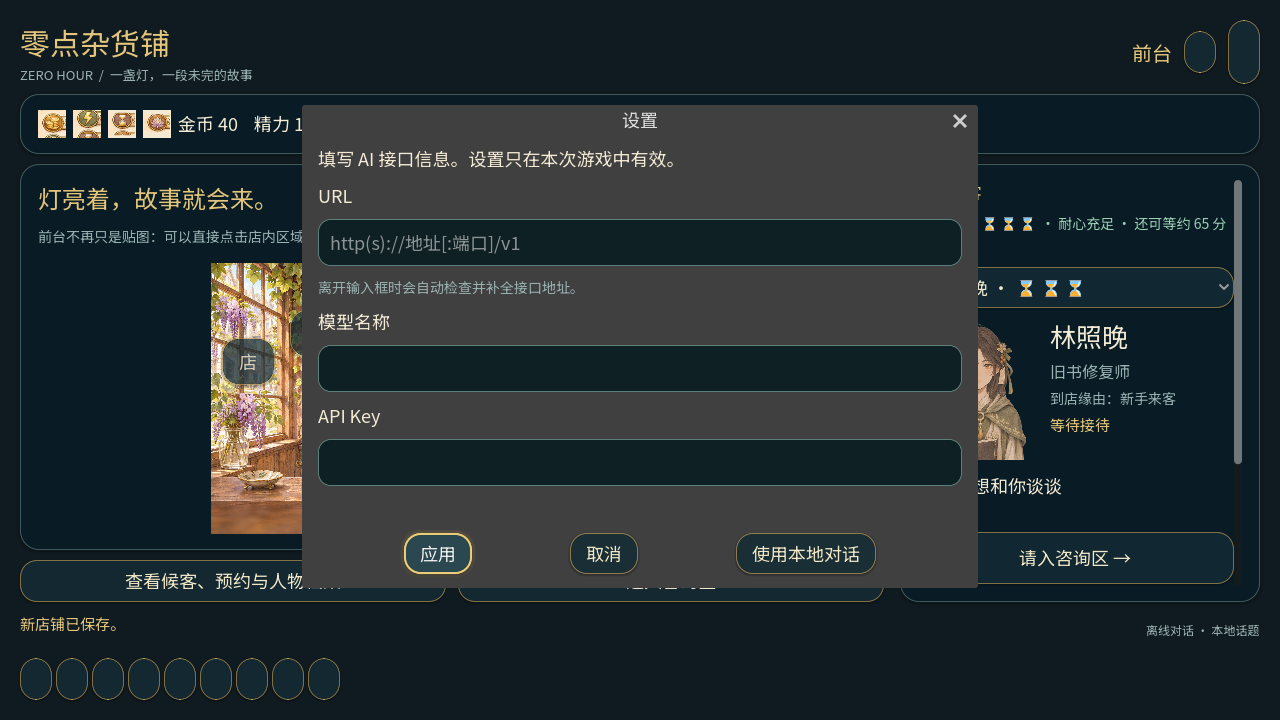 零点杂货铺
ZERO HOUR / 一盏灯，一段未完的故事
前台
金币 40 精力 1
设置
填写 AI 接口信息。设置只在本次游戏中有效。
URL
http(s)://地址[:端口]/v1
离开输入框时会自动检查并补全接口地址。
模型名称
API Key
应用
取消
使用本地对话
灯亮着，故事就会来。
前台不再只是贴图：可以直接点击店内区域
店
· 耐心充足 · 还可等约 65 分
晚 ·
林照晚
旧书修复师
到店缘由：新手来客
等待接待
想和你谈谈
请入咨询区 →
查看候客、预约与人物
新店铺已保存。
离线对话 · 本地话题